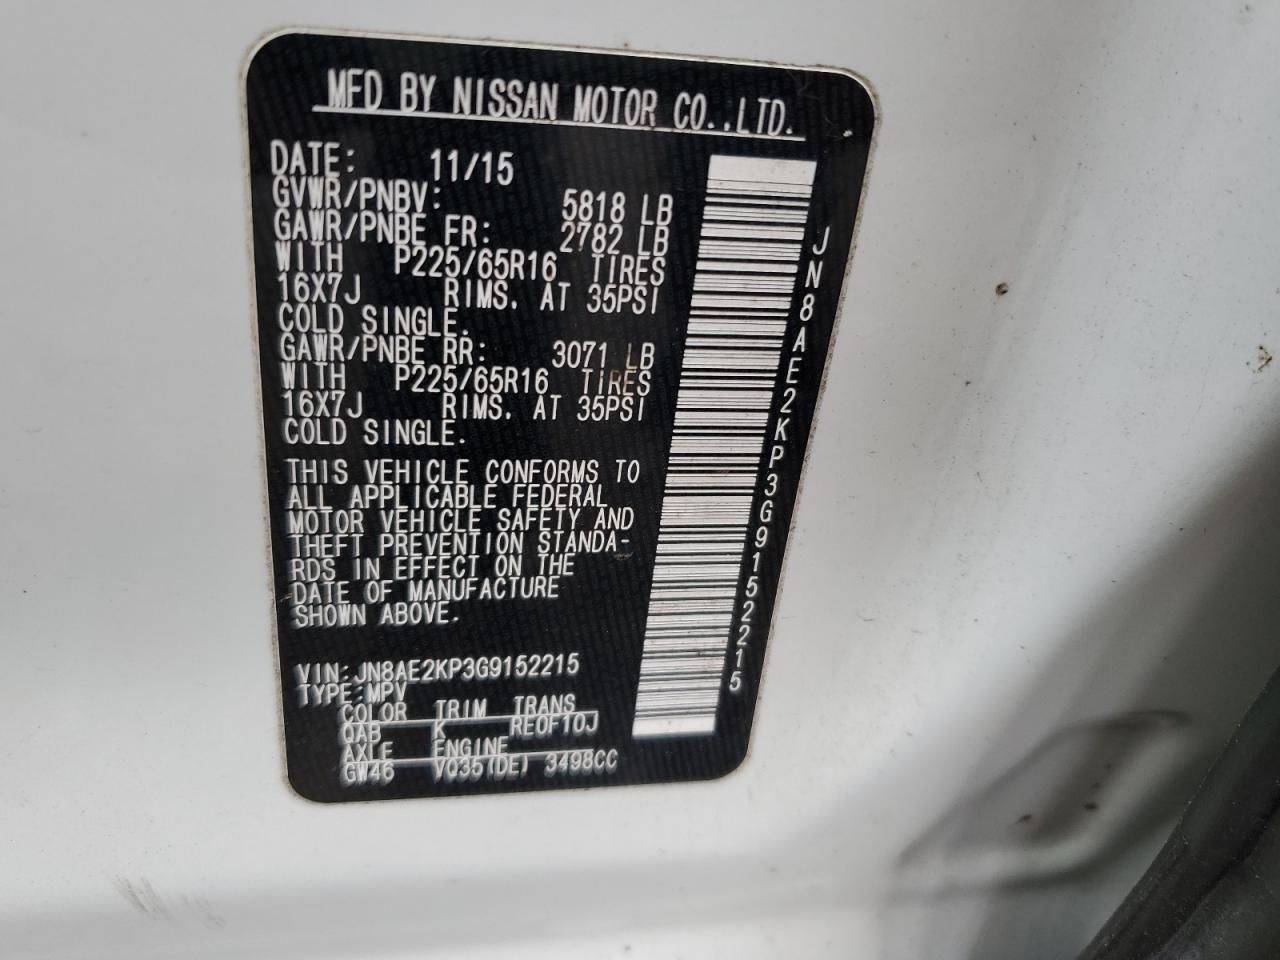 MFD BY NISSAN MOTOR CO.,LTD.
DATE: 11/15
GVWR/PNBV: 5818 LB
GAWR/PNBE FR: 2782 LB
WITH P225/65R16 TIRES
16X7J RIMS. AT 35PSI
COLD SINGLE.
GAWR/PNBE RR: 3071 LB
WITH P225/65R16 TIRES
16X7J RIMS. AT 35PSI
COLD SINGLE.
THIS VEHICLE CONFORMS TO
ALL APPLICABLE FEDERAL
MOTOR VEHICLE SAFETY AND
THEFT PREVENTION STANDA-
RDS IN EFFECT ON THE
DATE OF MANUFACTURE
SHOWN ABOVE.
VIN:JN8AE2KP3G9152215
TYPE:MPV
COLOR TRIM TRANS
QAB K RE0F10J
AXLE ENGINE
GW46 VQ35(DE) 3498CC
JN8AE2KP3G9152215